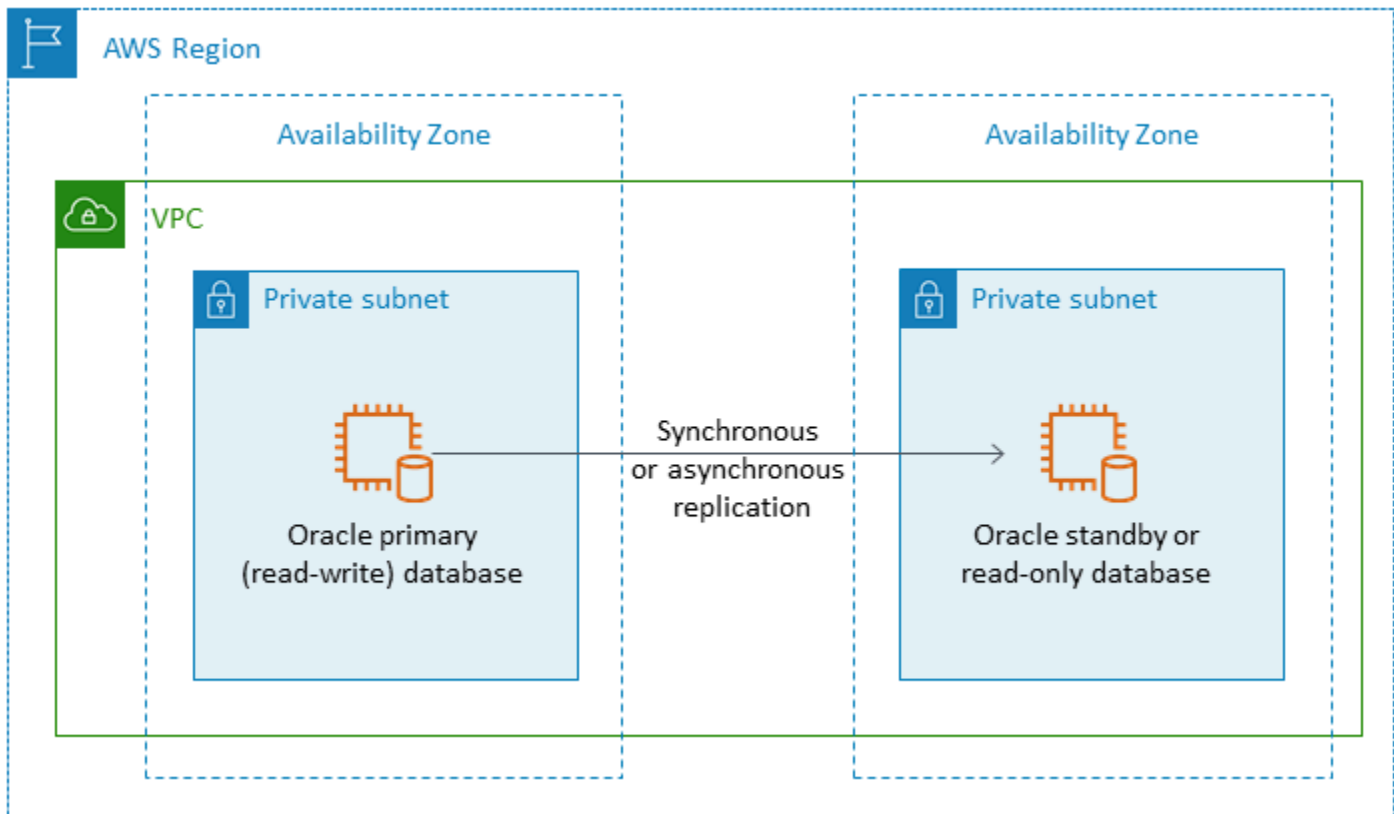 AWS Region
Availability Zone
Availability Zone
VPC
Private subnet
Private subnet
Synchronous
or asynchronous
replication
Oracle primary
(read-write) database
Oracle standby or
read-only database